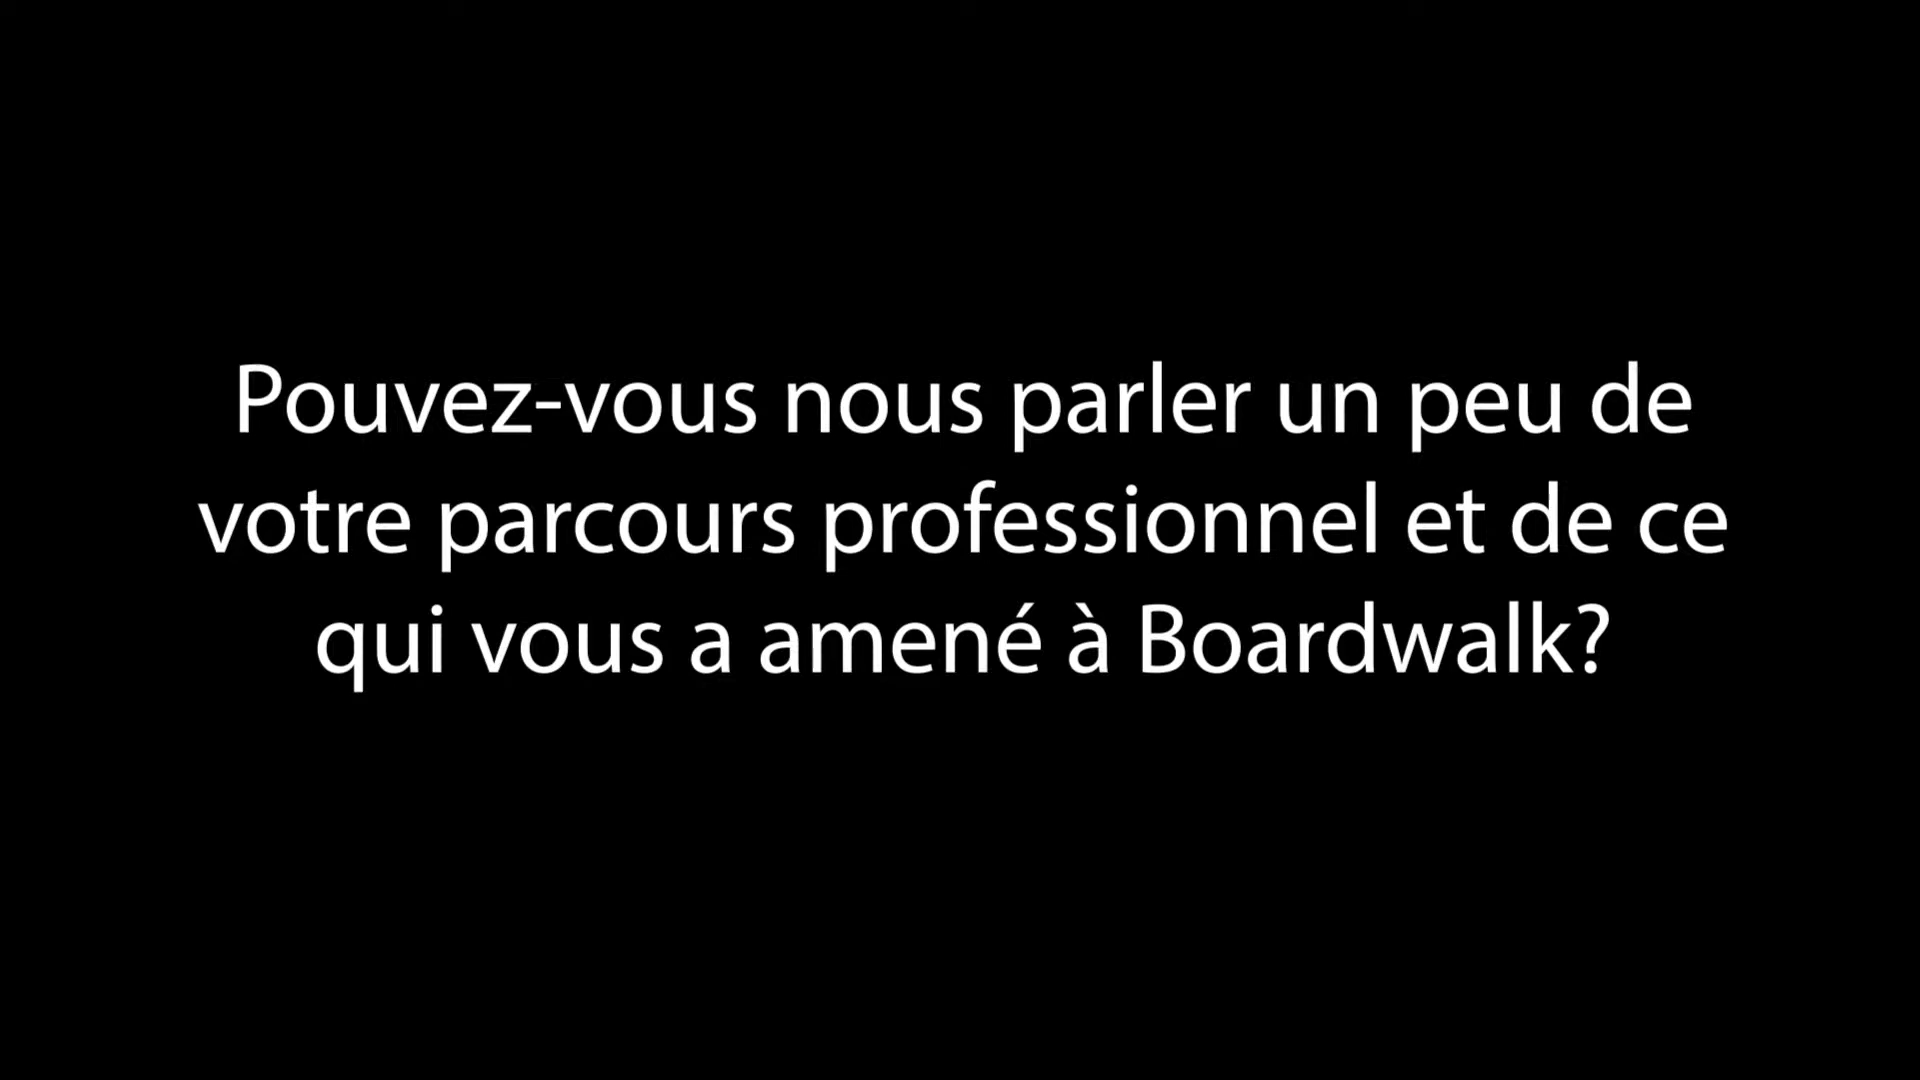 Pouvez-vous nous parler un peu de
votre parcours professionnel et de ce
qui vous a amené à Boardwalk?